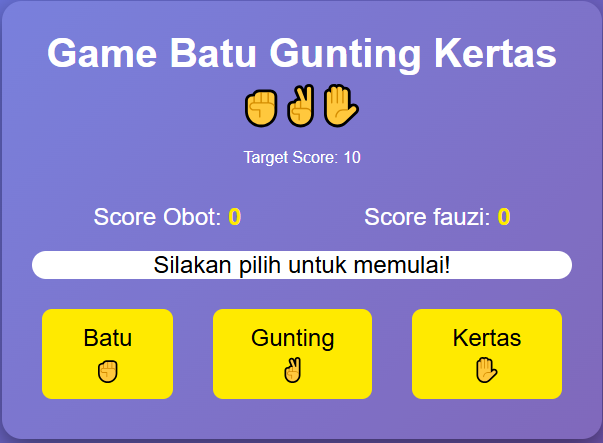 Game Batu Gunting Kertas
✊✌✋
Target Score: 10
Score Obot: 0 Score fauzi: 0
Silakan pilih untuk memulai!
Batu Gunting Kertas
✊ ✌ ✋